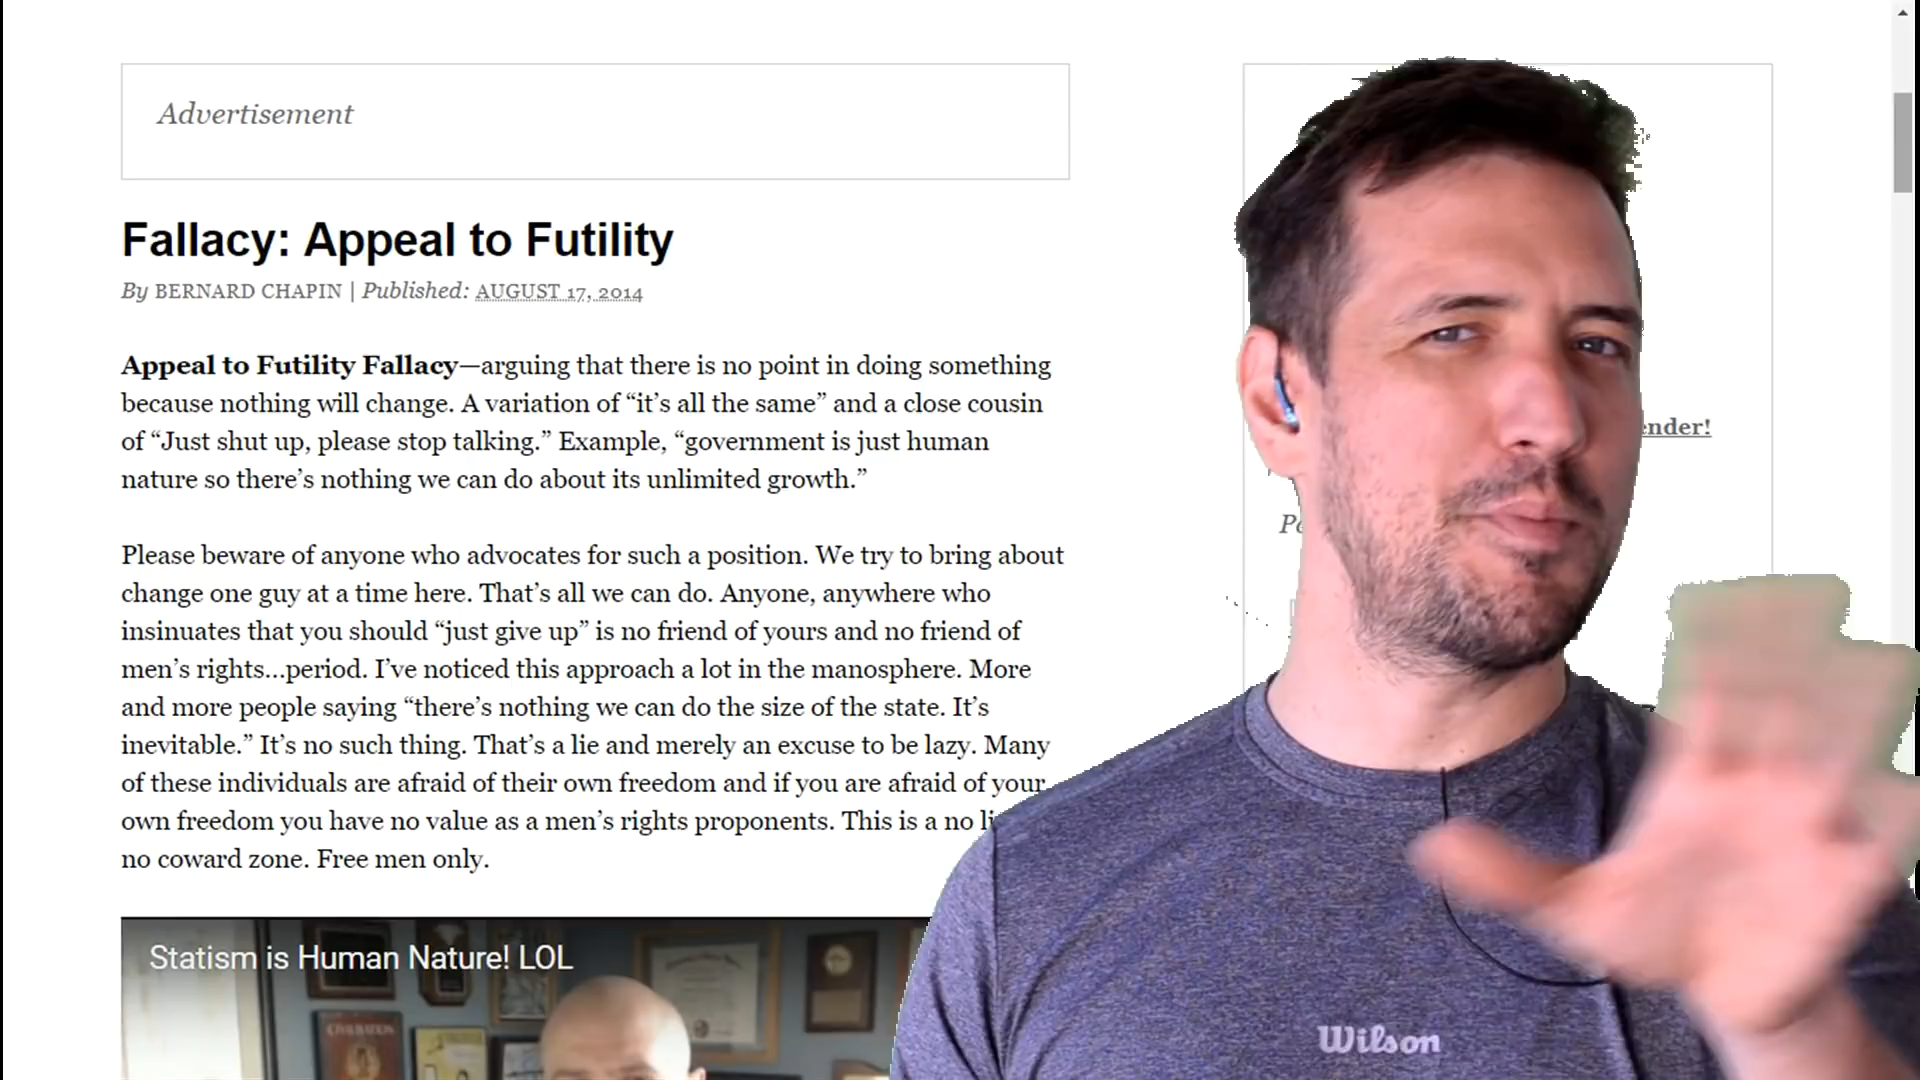 Advertisement
Fallacy: Appeal to Futility
By BERNARD CHAPIN | Published: AUGUST 17, 2014
Appeal to Futility Fallacy—arguing that there is no point in doing something
because nothing will change. A variation of “it’s all the same” and a close cousin
of “Just shut up, please stop talking.” Example, “government is just human
nature so there’s nothing we can do about its unlimited growth.”
Please beware of anyone who advocates for such a position. We try to bring about
change one guy at a time here. That’s all we can do. Anyone, anywhere who
insinuates that you should “just give up” is no friend of yours and no friend of
men’s rights...period. I’ve noticed this approach a lot in the manosphere. More
and more people saying “there’s nothing we can do the size of the state. It’s
inevitable.” It’s no such thing. That’s a lie and merely an excuse to be lazy. Many
of these individuals are afraid of their own freedom and if you are afraid of your
own freedom you have no value as a men’s rights proponents. This is a no
no coward zone. Free men only.
Statism is Human Nature! LOL
Wilson